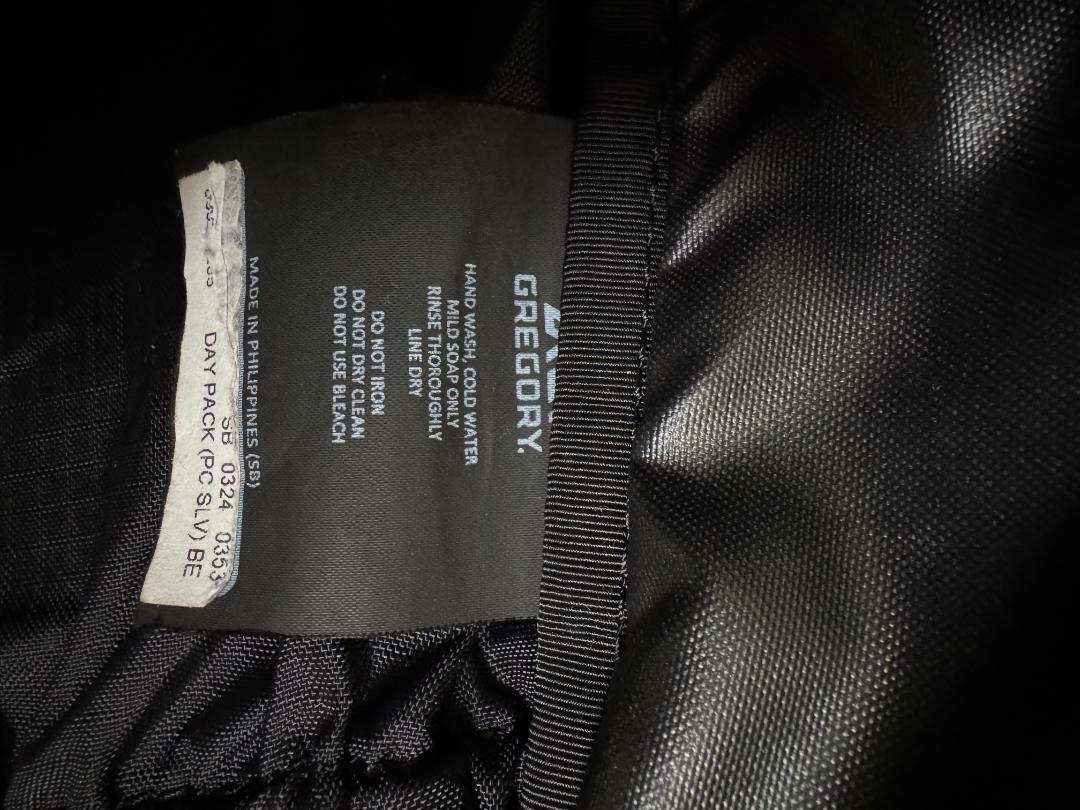 GREGORY.
HAND WASH, COLD WATER
MILD SOAP ONLY
RINSE THOROUGHLY
LINE DRY
DO NOT IRON
DO NOT DRY CLEAN
DO NOT USE BLEACH
MADE IN PHILIPPINES (SB)
SB 0324 0353
DAY PACK (PC SLV) BE